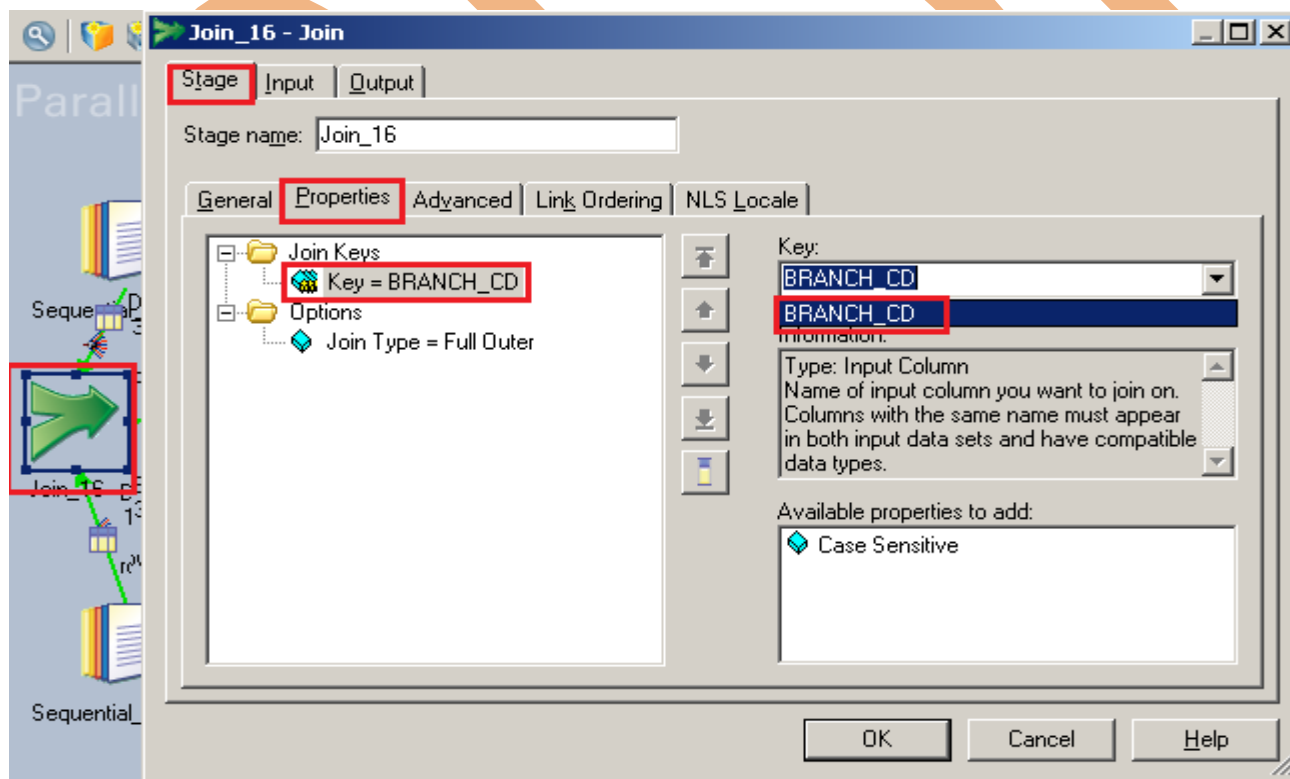 Join_16 - Join
Parall
Stage Input Output
Stage name: Join_16
General Properties Advanced Link Ordering NLS Locale
Join Keys
Key = BRANCH_CD
Options
Join Type = Full Outer
Key:
BRANCH_CD
BRANCH_CD
Information:
Type: Input Column
Name of input column you want to join on.
Columns with the same name must appear
in both input data sets and have compatible
data types.
Available properties to add:
Case Sensitive
Seque
Join_16
Sequential_
OK Cancel Help